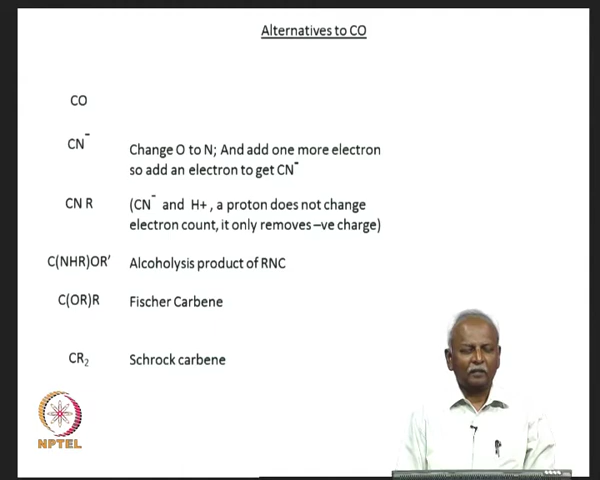 Alternatives to CO
CO
CN⁻
Change O to N; And add one more electron
so add an electron to get CN⁻
CN R
(CN⁻ and H+ , a proton does not change
electron count, it only removes –ve charge)
C(NHR)OR’
Alcoholysis product of RNC
C(OR)R
Fischer Carbene
CR₂
Schrock carbene
NPTEL